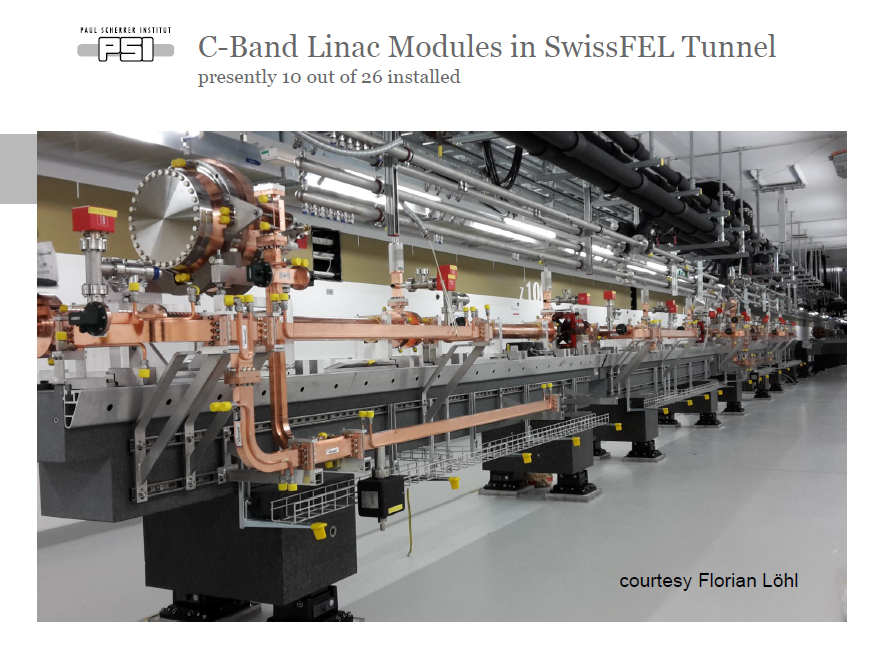 PAUL SCHERRER INSTITUT
PSI
C-Band Linac Modules in SwissFEL Tunnel
presently 10 out of 26 installed
courtesy Florian Löhl